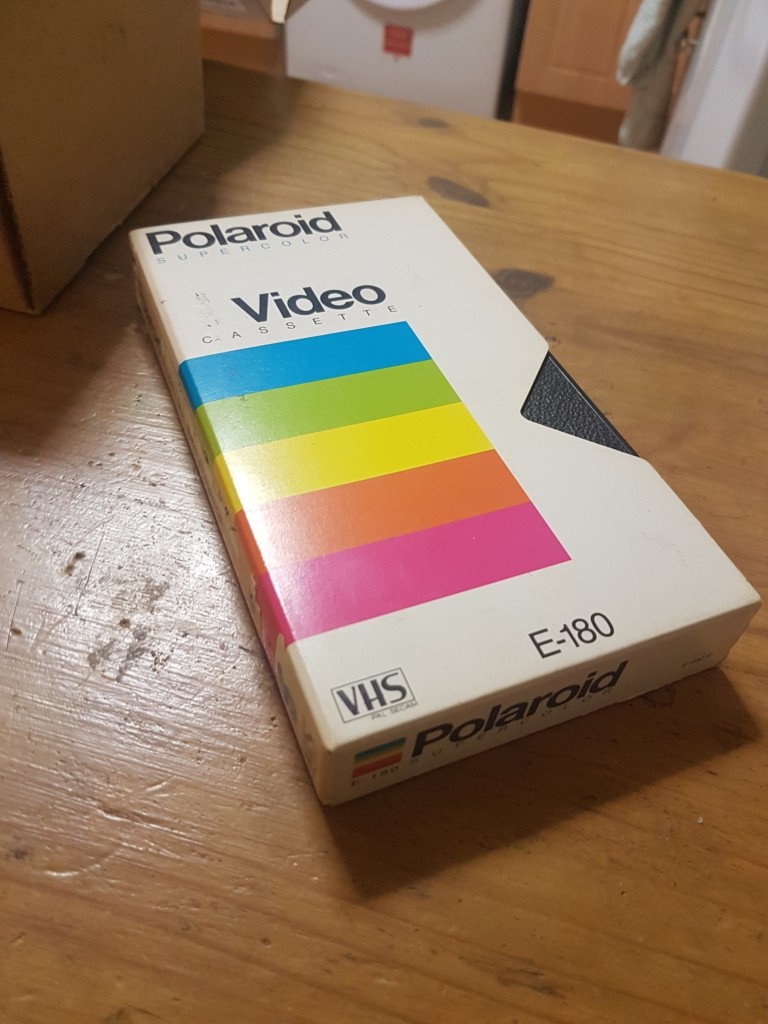 Polaroid
SUPERCOLOR
Video
CASSETTE
E-180
VHS
PAL SECAM
Polaroid
SUPERCOLOR
E-180